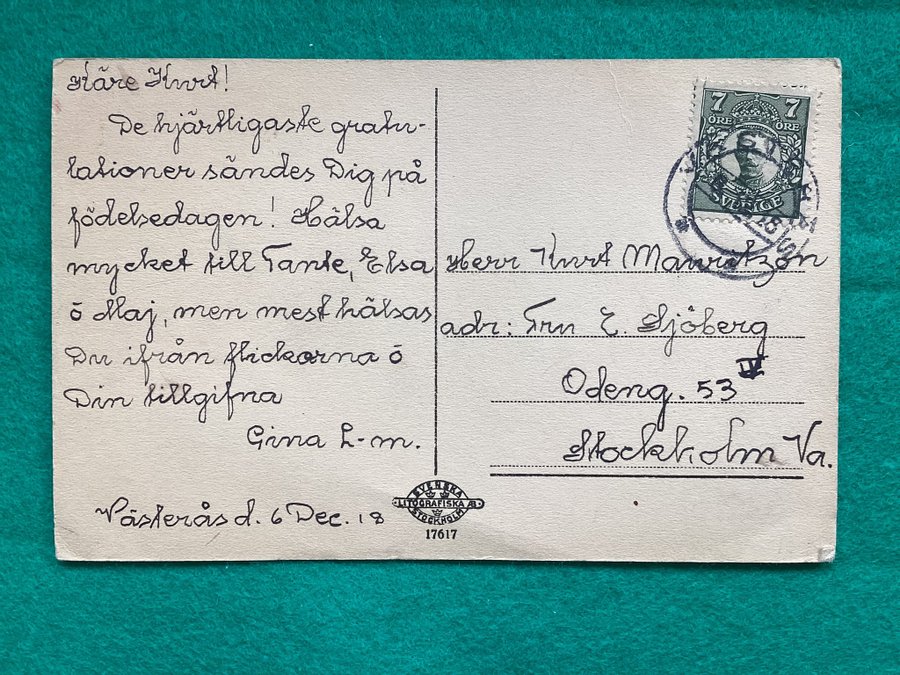 Käre Kurt!
De hjärtligaste gratu-
lationer sändes Dig på
födelsedagen! Hälsa
mycket till Tante, Elsa
o Maj, men mest hälsas
Du ifrån flickorna o
Din tillgifna
Gina L-m.
Västerås d. 6 Dec. 18
7 7
ÖRE ÖRE
SVERIGE
Herr Kurt Mauritzon
adr: Fru E. Sjöberg
Odeng. 53 IV
Stockholm Va.
SVENSKA
LITOGRAFISKA AB
STOCKHOLM
17617